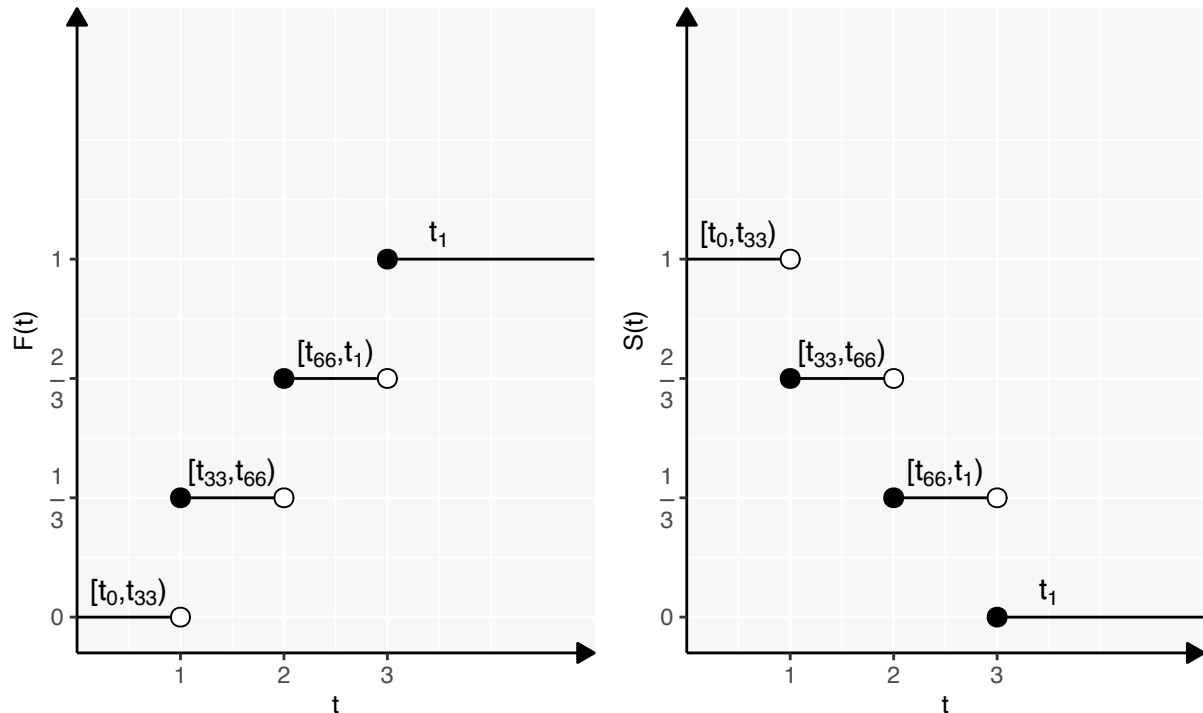 F(t)
1
2
3
1
3
0
[t₀,t₃₃)
[t₃₃,t₆₆)
[t₆₆,t₁)
t₁
1 2 3
t
S(t)
1
2
3
1
3
0
[t₀,t₃₃)
[t₃₃,t₆₆)
[t₆₆,t₁)
t₁
1 2 3
t